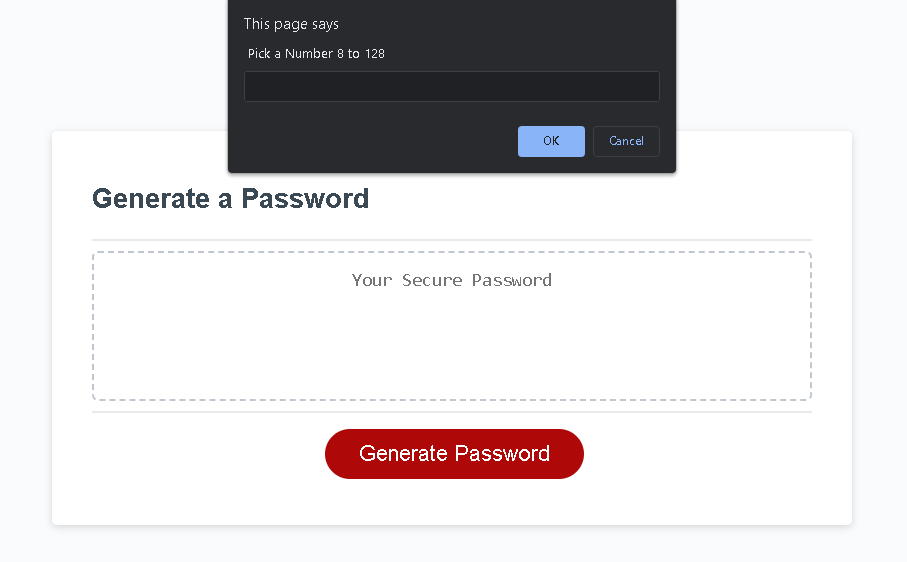 This page says
Pick a Number 8 to 128
OK
Cancel
Generate a Password
Your Secure Password
Generate Password